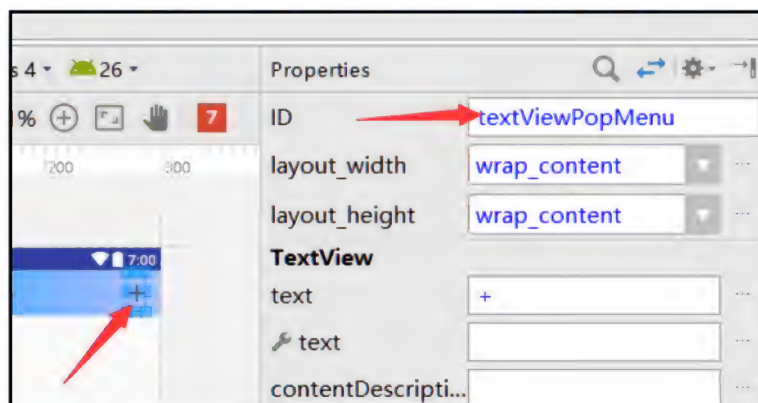 s 4 26 Properties
% 7 ID textViewPopMenu
200 300 layout_width wrap_content
layout_height wrap_content
7:00 TextView
+ text +
text
contentDescripti...